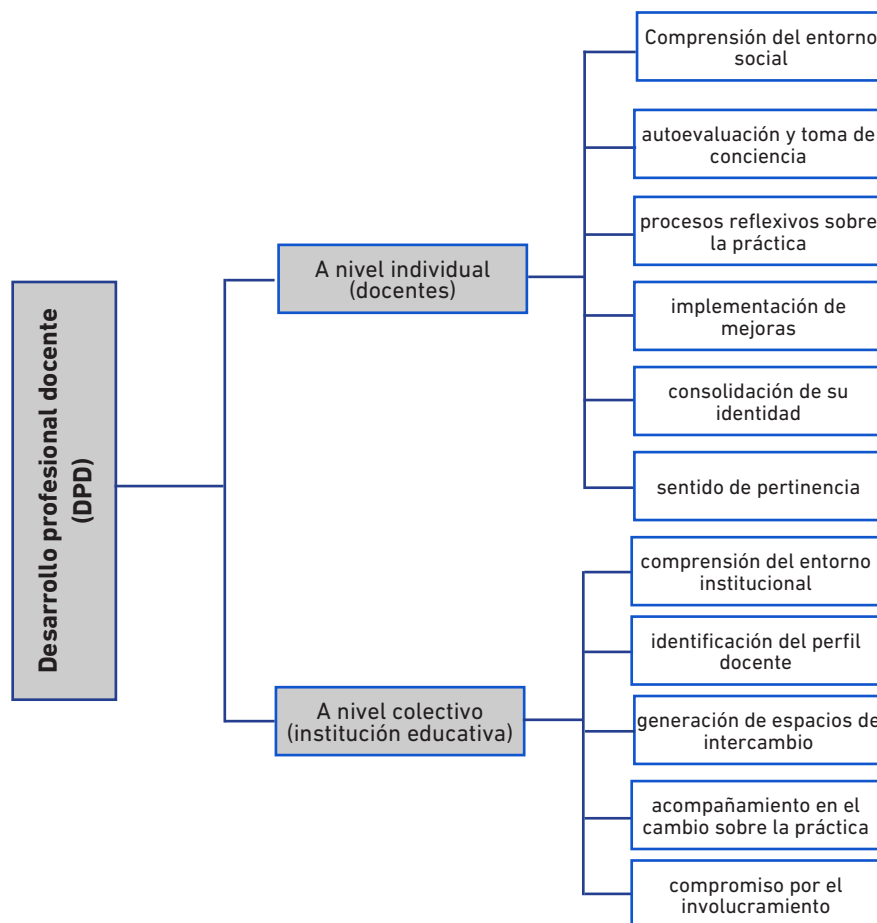 Desarrollo profesional docente
(DPD)
A nivel individual
(docentes)
Comprensión del entorno
social
autoevaluación y toma de
conciencia
procesos reflexivos sobre
la práctica
implementación de
mejoras
consolidación de su
identidad
sentido de pertinencia
A nivel colectivo
(institución educativa)
comprensión del entorno
institucional
identificación del perfil
docente
generación de espacios de
intercambio
acompañamiento en el
cambio sobre la práctica
compromiso por el
involucramiento